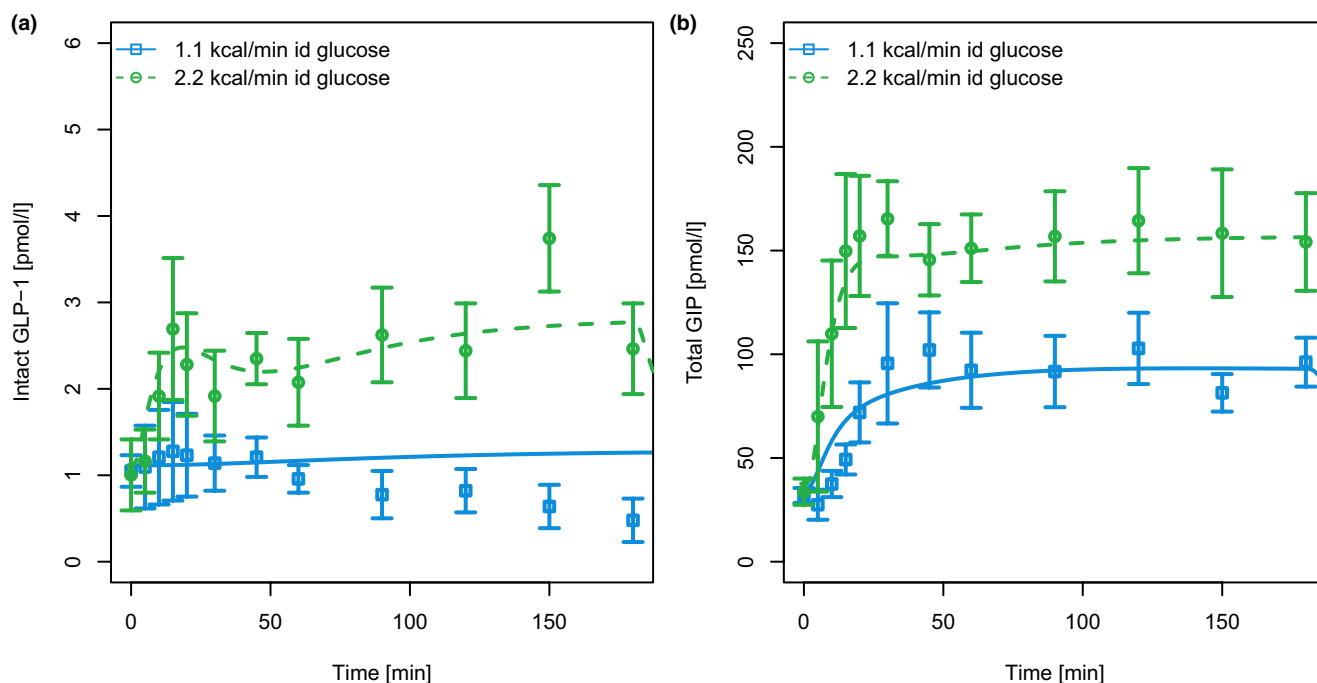 (a)
1.1 kcal/min id glucose
2.2 kcal/min id glucose
Intact GLP−1 [pmol/l]
6
5
4
3
2
1
0
0 50 100 150
Time [min]
(b)
1.1 kcal/min id glucose
2.2 kcal/min id glucose
Total GIP [pmol/l]
250
200
150
100
50
0
0 50 100 150
Time [min]